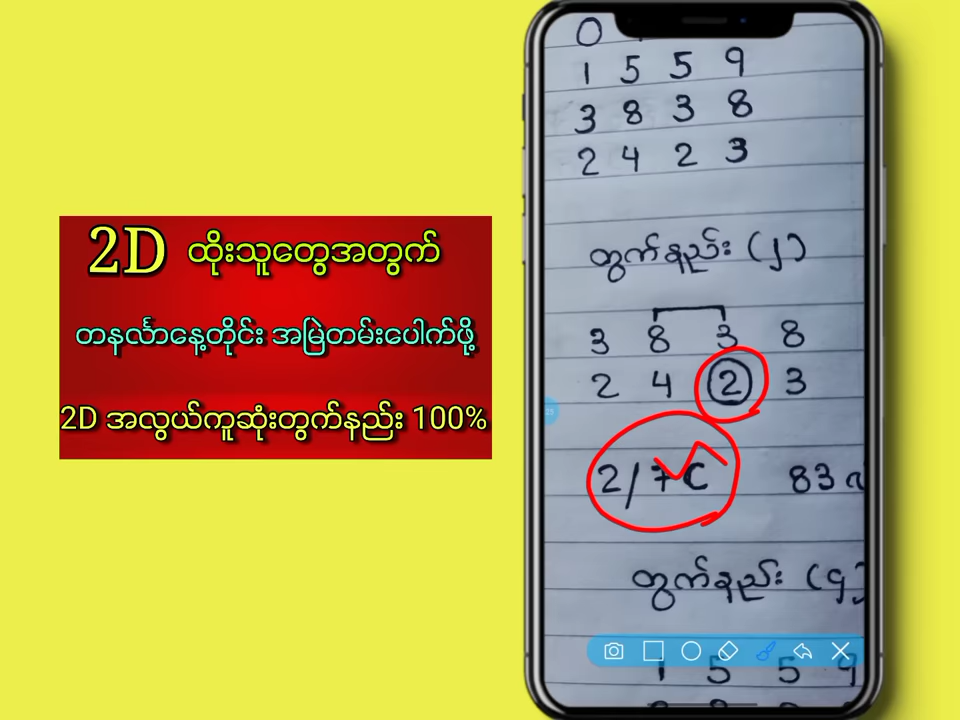 2D ထိုးသူတွေအတွက်
တနင်္လာနေ့တိုင်း အမြဲတမ်းပေါက်ဖို့
2D အလွယ်ကူဆုံးတွက်နည်း 100%
0
1 5 5 9
3 8 3 8
2 4 2 3
တွက်နည်း (၂)
3 8 3 8
2 4 2 3
2/7 C 83
တွက်နည်း (၄)
1 5 5 9